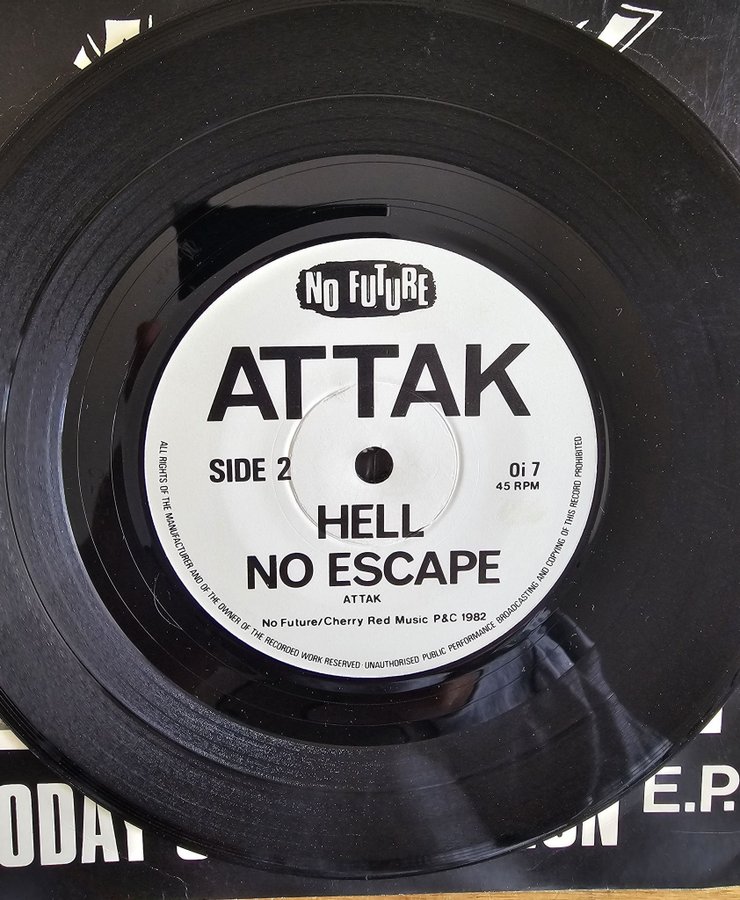 NO FUTURE
ATTAK
SIDE 2
Oi 7
45 RPM
HELL
NO ESCAPE
ATTAK
No Future/Cherry Red Music P&C 1982
ALL RIGHTS OF THE MANUFACTURER AND OF THE OWNER OF THE RECORDED WORK RESERVED · UNAUTHORISED PUBLIC PERFORMANCE BROADCASTING AND COPYING OF THIS RECORD PROHIBITED
E.P.